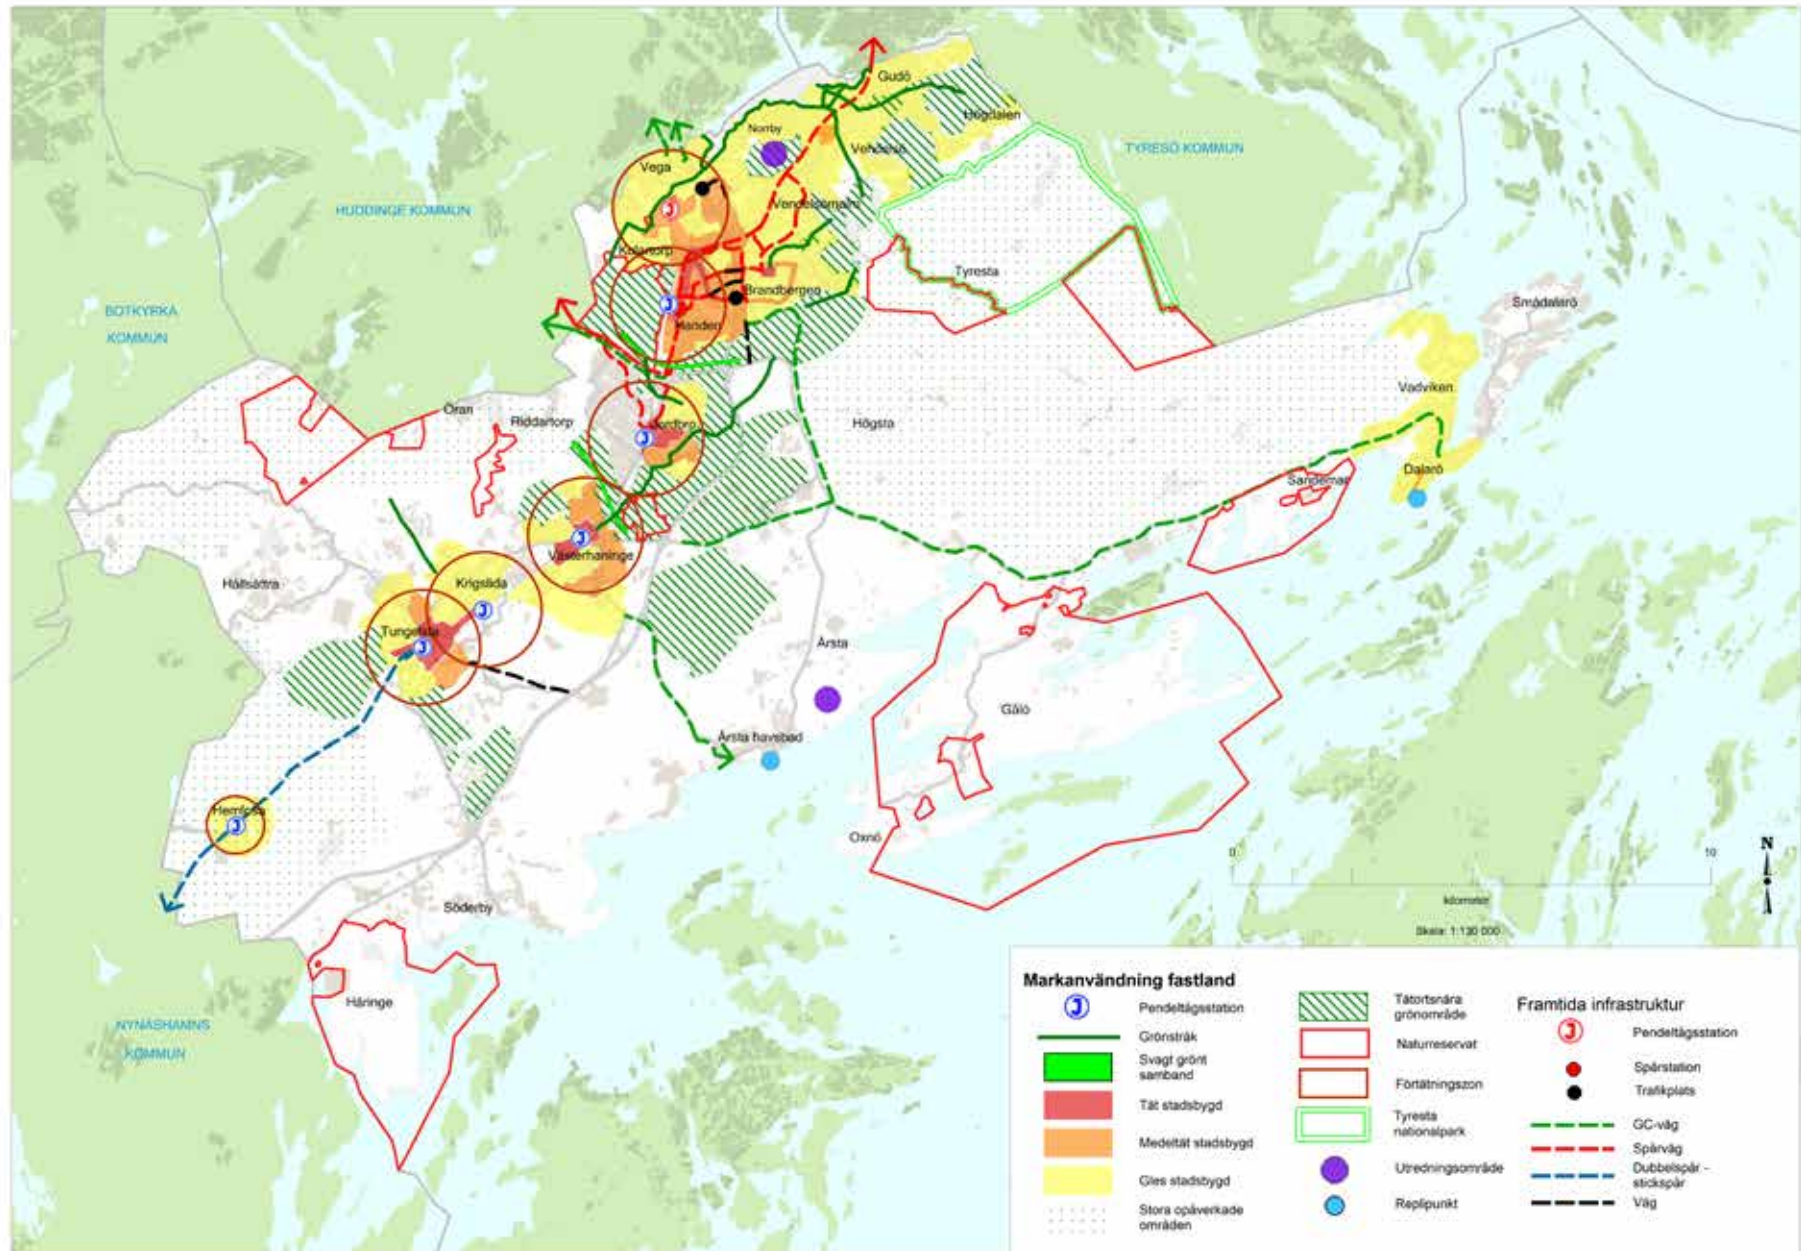 Gudö
Högdalen
Norrby
Vendelsö
TYRESÖ KOMMUN
Vega
HUDDINGE KOMMUN
Vendelsömalm
Kolartorp
Tyresta
Brandbergen
Smådalarö
BOTKYRKA
KOMMUN
Handen
Vadviken
Öran
Riddartorp
Jordbro
Högsta
Dalarö
Sandemar
Västerhaninge
Hållsättra
Krigslida
Tungelsta
Årsta
Gålö
Årsta havsbad
Hemfosa
Oxnö
0
10
N
kilometer
Skala: 1:130 000
Söderby
Häringe
NYNÄSHAMNS
KOMMUN
Markanvändning fastland
Pendeltågsstation
Grönstråk
Svagt grönt
samband
Tät stadsbygd
Medeltät stadsbygd
Gles stadsbygd
Stora opåverkade
områden
Tätortsnära
grönområde
Naturreservat
Förtätningszon
Tyresta
nationalpark
Utredningsområde
Replipunkt
Framtida infrastruktur
Pendeltågsstation
Spårstation
Trafikplats
GC-väg
Spårväg
Dubbelspår -
stickspår
Väg